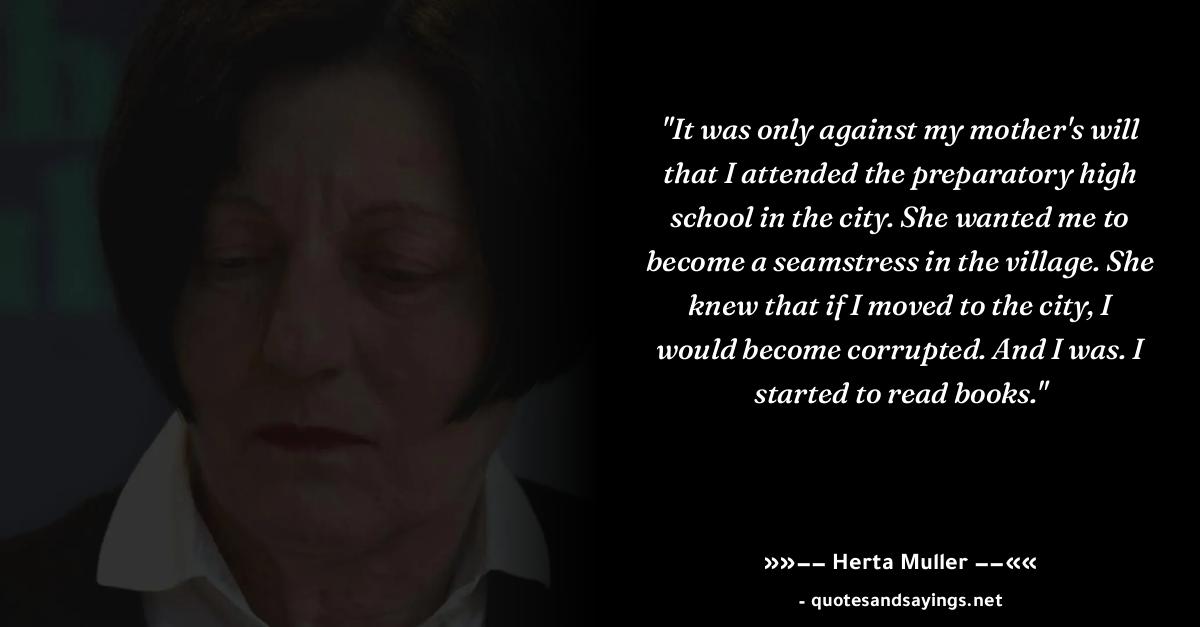 "It was only against my mother's will
that I attended the preparatory high
school in the city. She wanted me to
become a seamstress in the village. She
knew that if I moved to the city, I
would become corrupted. And I was. I
started to read books."
»»—— Herta Muller ——««
- quotesandsayings.net